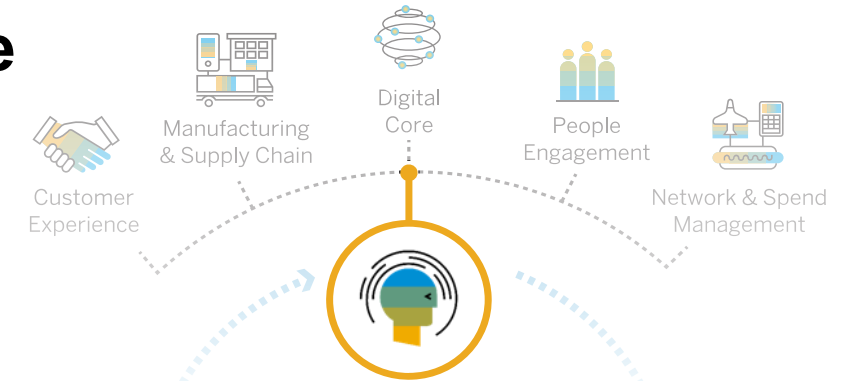 e
Digital
Core
Manufacturing
& Supply Chain
People
Engagement
Customer
Experience
Network & Spend
Management